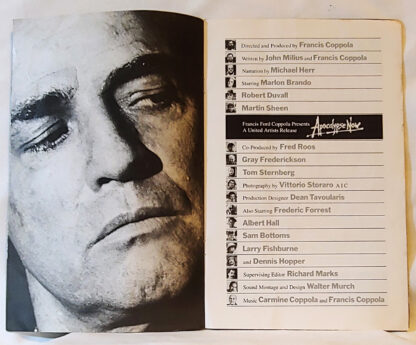 Directed and Produced by Francis Coppola
Written by John Milius and Francis Coppola
Narration by Michael Herr
Starring Marlon Brando
Robert Duvall
Martin Sheen
Francis Ford Coppola Presents
A United Artists Release
Apocalypse Now
Co-Produced by Fred Roos
Gray Frederickson
Tom Sternberg
Photography by Vittorio Storaro A I C
Production Designer Dean Tavoularis
Also Starring Frederic Forrest
Albert Hall
Sam Bottoms
Larry Fishburne
and Dennis Hopper
Supervising Editor Richard Marks
Sound Montage and Design Walter Murch
Music Carmine Coppola and Francis Coppola